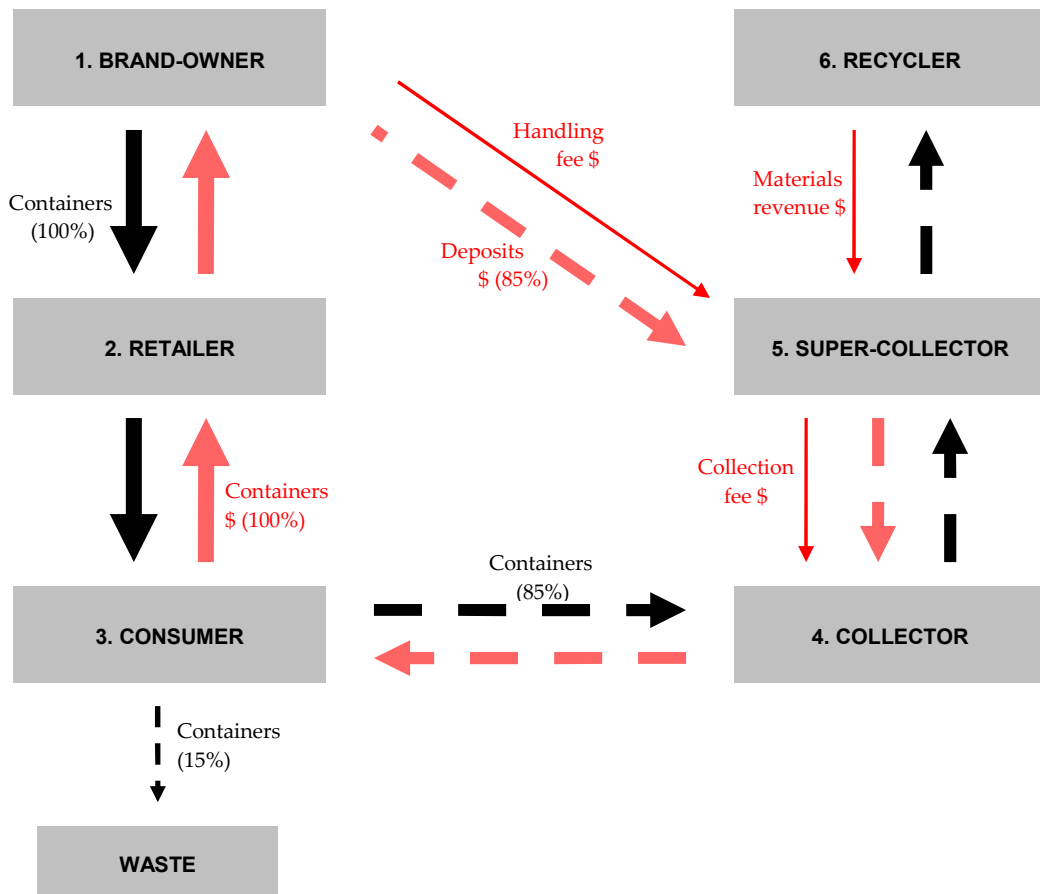 1. BRAND-OWNER
6. RECYCLER
Handling
fee $
Containers
(100%)
Materials
revenue $
Deposits
$ (85%)
2. RETAILER
5. SUPER-COLLECTOR
Containers
$ (100%)
Collection
fee $
Containers
(85%)
3. CONSUMER
4. COLLECTOR
Containers
(15%)
WASTE